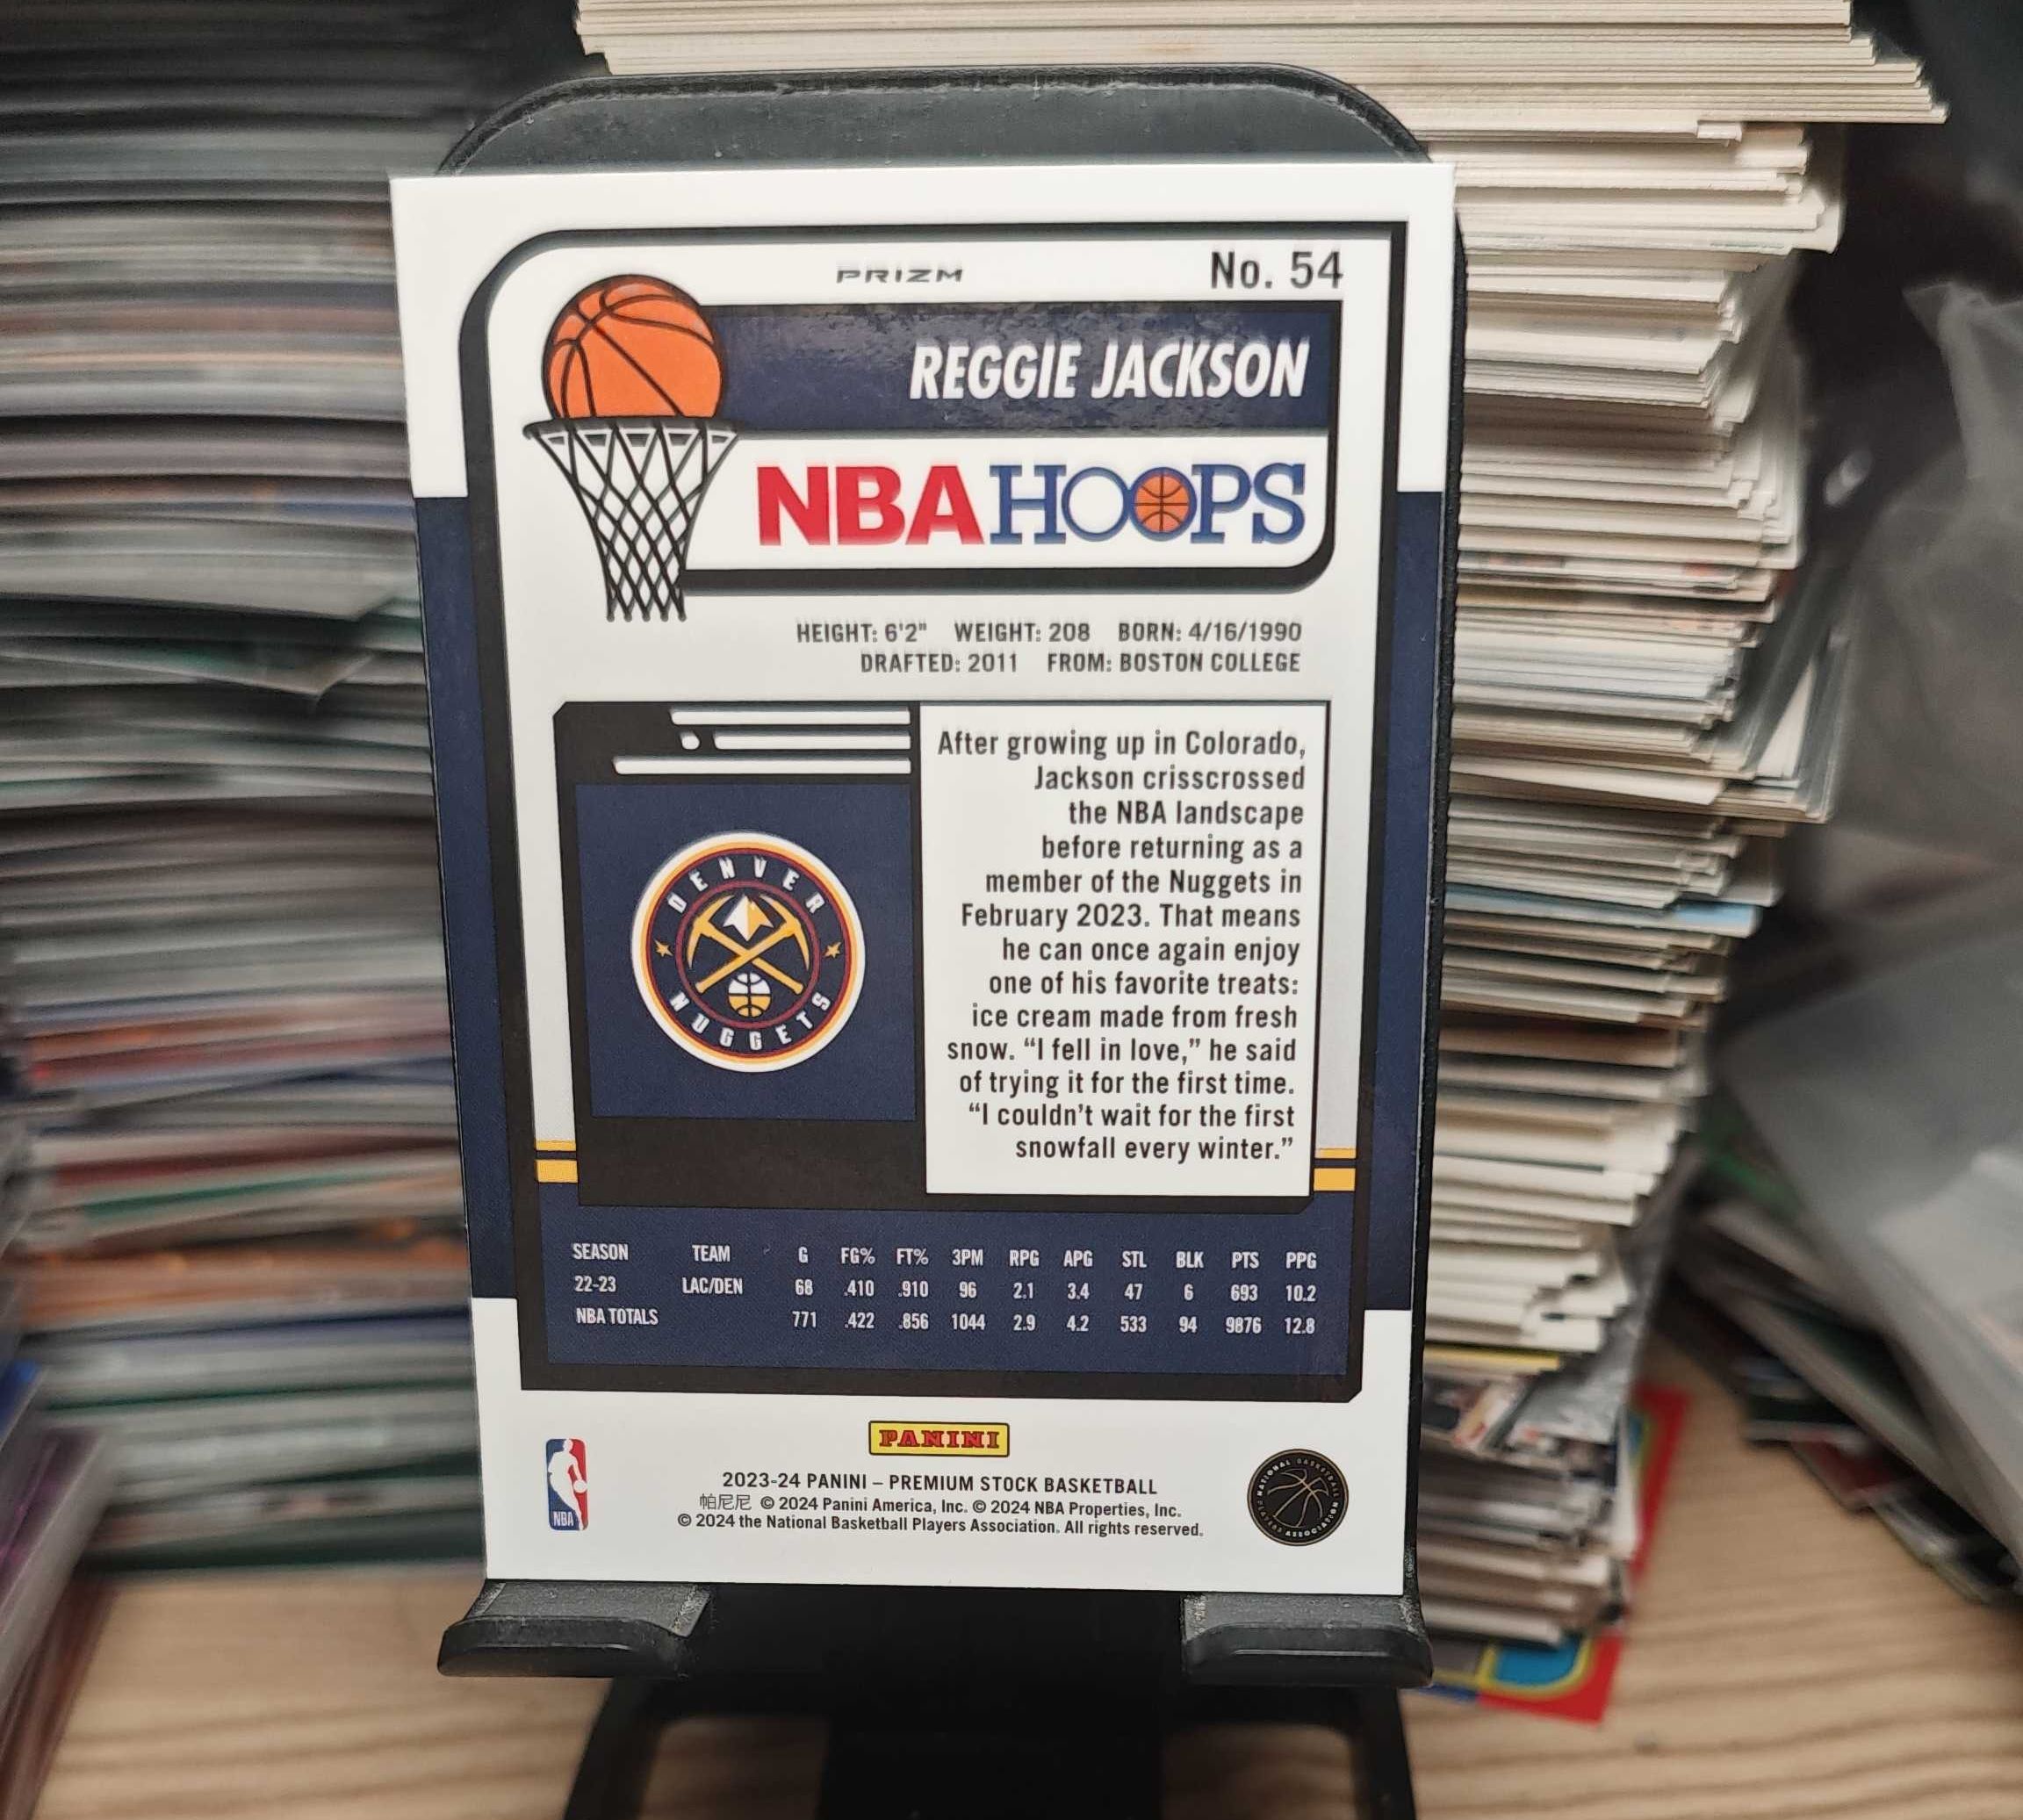 PRIZM
No. 54
REGGIE JACKSON
NBA HOOPS
HEIGHT: 6'2" WEIGHT: 208 BORN: 4/16/1990
DRAFTED: 2011 FROM: BOSTON COLLEGE
After growing up in Colorado,
Jackson crisscrossed
the NBA landscape
before returning as a
member of the Nuggets in
February 2023. That means
he can once again enjoy
one of his favorite treats:
ice cream made from fresh
snow. “I fell in love,” he said
of trying it for the first time.
“I couldn’t wait for the first
snowfall every winter.”
DENVER
NUGGETS
SEASON TEAM G FG% FT% 3PM RPG APG STL BLK PTS PPG
22-23 LAC/DEN 68 .410 .910 96 2.1 3.4 47 6 693 10.2
NBA TOTALS 771 .422 .856 1044 2.9 4.2 533 94 9876 12.8
PANINI
2023-24 PANINI – PREMIUM STOCK BASKETBALL
帕尼尼 © 2024 Panini America, Inc. © 2024 NBA Properties, Inc.
© 2024 the National Basketball Players Association. All rights reserved.
NBA
NATIONAL BASKETBALL
PLAYERS ASSOCIATION